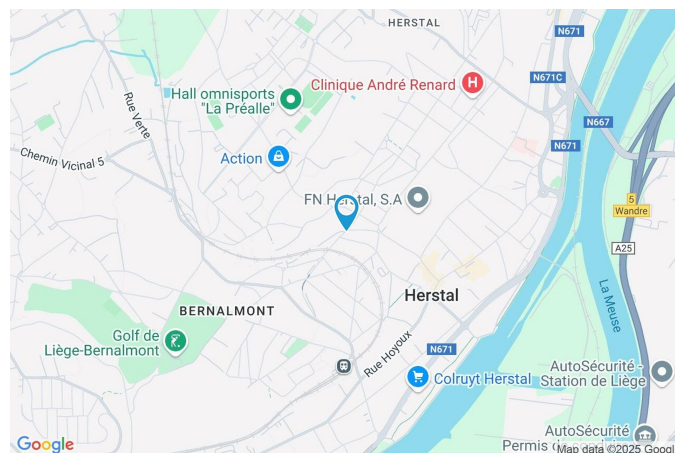 HERSTAL
N671
Clinique André Renard
H
N671C
Hall omnisports
"La Préalle"
Rue Verte
N667
N671
Action
Chemin Vicinal 5
FN Herstal, S.A
5
Wandre
A25
La Meuse
Herstal
BERNALMONT
Golf de
Liège-Bernalmont
N671
Rue Hoyoux
Colruyt Herstal
AutoSécurité -
Station de Liège
AutoSécurité
Permis
Google
Map data ©2025 Google